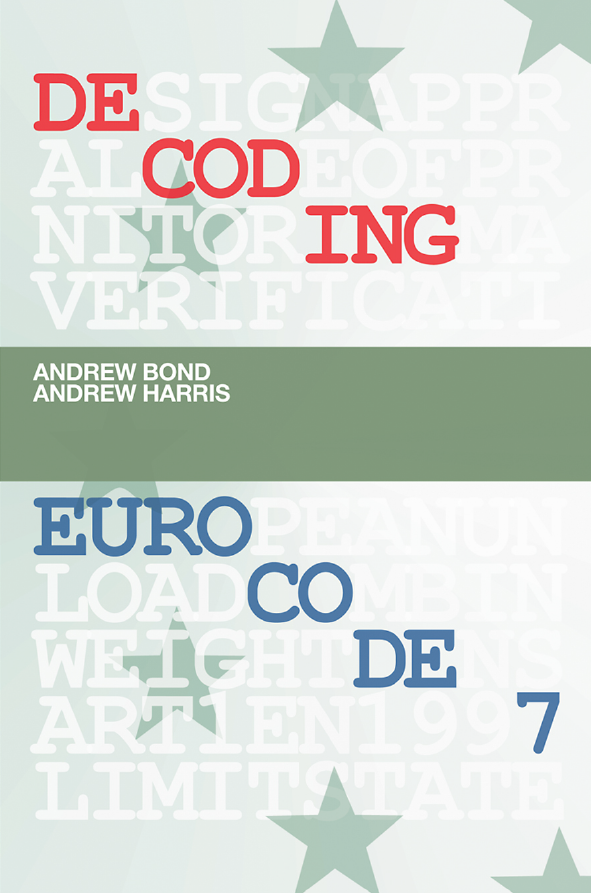 DESIGNAPPR
ALCODEOFPR
NITORINGMA
VERIFICATI
ANDREW BOND
ANDREW HARRIS
EUROPEANUN
LOADCOMBIN
WEIGHTDENS
ART1EN1997
LIMITSTATE